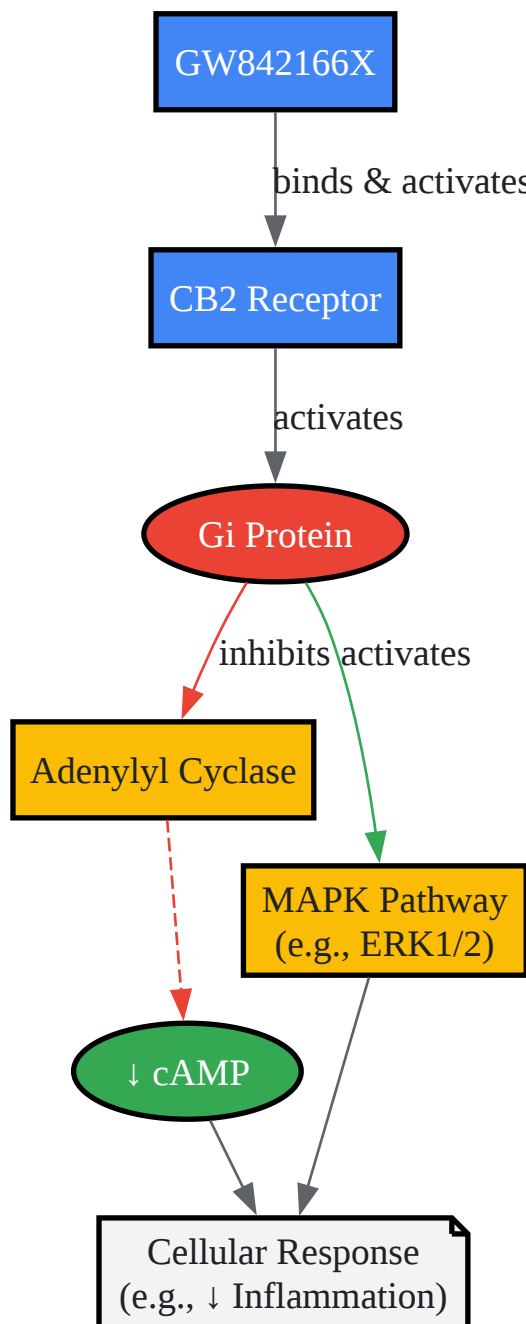 GW842166X
binds & activates
CB2 Receptor
activates
Gi Protein
inhibits
activates
Adenylyl Cyclase
MAPK Pathway
(e.g., ERK1/2)
↓ cAMP
Cellular Response
(e.g., ↓ Inflammation)